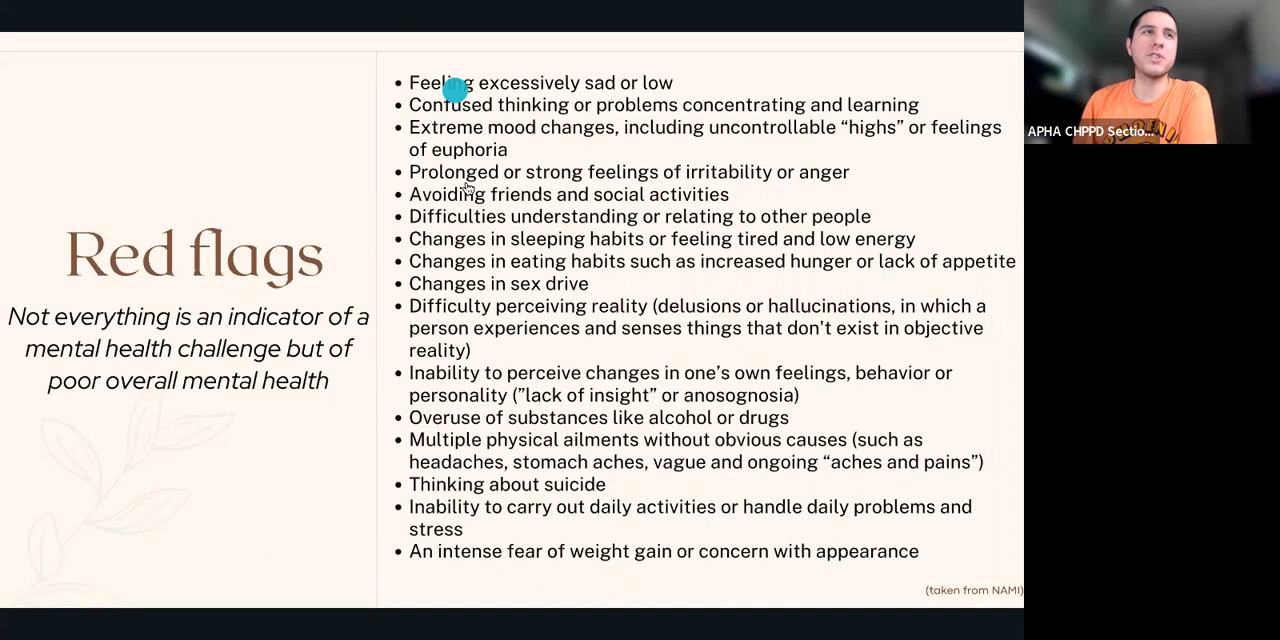 Red flags
Not everything is an indicator of a
mental health challenge but of
poor overall mental health
• Feeling excessively sad or low
• Confused thinking or problems concentrating and learning
• Extreme mood changes, including uncontrollable “highs” or feelings
of euphoria
• Prolonged or strong feelings of irritability or anger
• Avoiding friends and social activities
• Difficulties understanding or relating to other people
• Changes in sleeping habits or feeling tired and low energy
• Changes in eating habits such as increased hunger or lack of appetite
• Changes in sex drive
• Difficulty perceiving reality (delusions or hallucinations, in which a
person experiences and senses things that don't exist in objective
reality)
• Inability to perceive changes in one’s own feelings, behavior or
personality (”lack of insight” or anosognosia)
• Overuse of substances like alcohol or drugs
• Multiple physical ailments without obvious causes (such as
headaches, stomach aches, vague and ongoing “aches and pains”)
• Thinking about suicide
• Inability to carry out daily activities or handle daily problems and
stress
• An intense fear of weight gain or concern with appearance
(taken from NAMI)
APHA CHPPD Sectio...